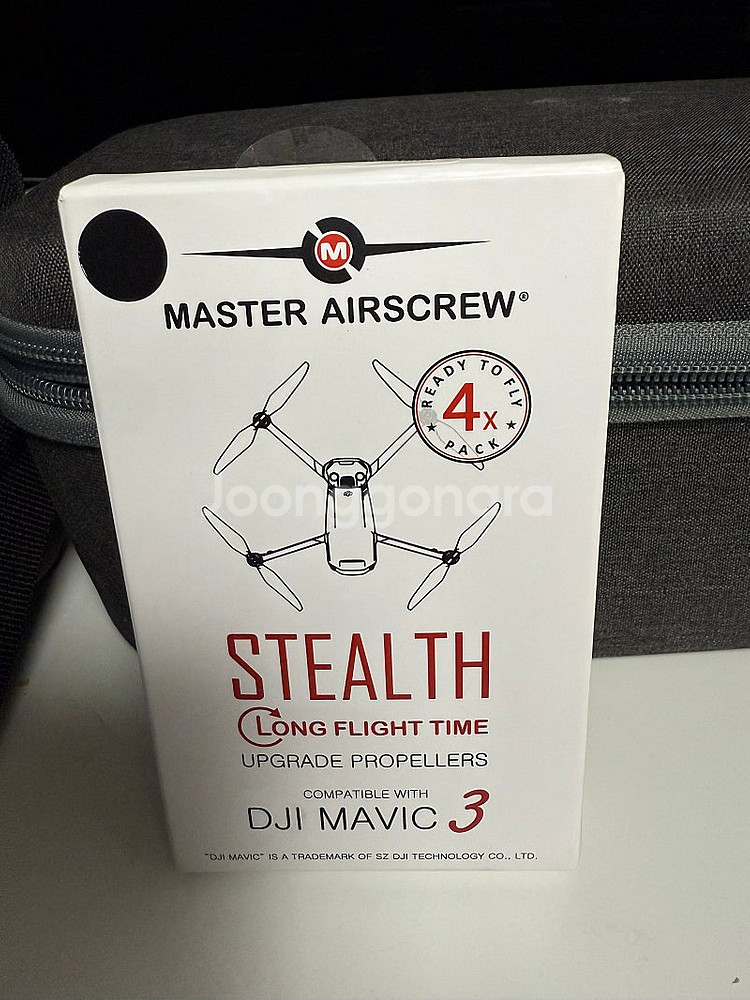 M
MASTER AIRSCREW®
READY TO FLY
4x
PACK
Joonggonara
STEALTH
LONG FLIGHT TIME
UPGRADE PROPELLERS
COMPATIBLE WITH
DJI MAVIC 3
"DJI MAVIC" IS A TRADEMARK OF SZ DJI TECHNOLOGY CO., LTD.